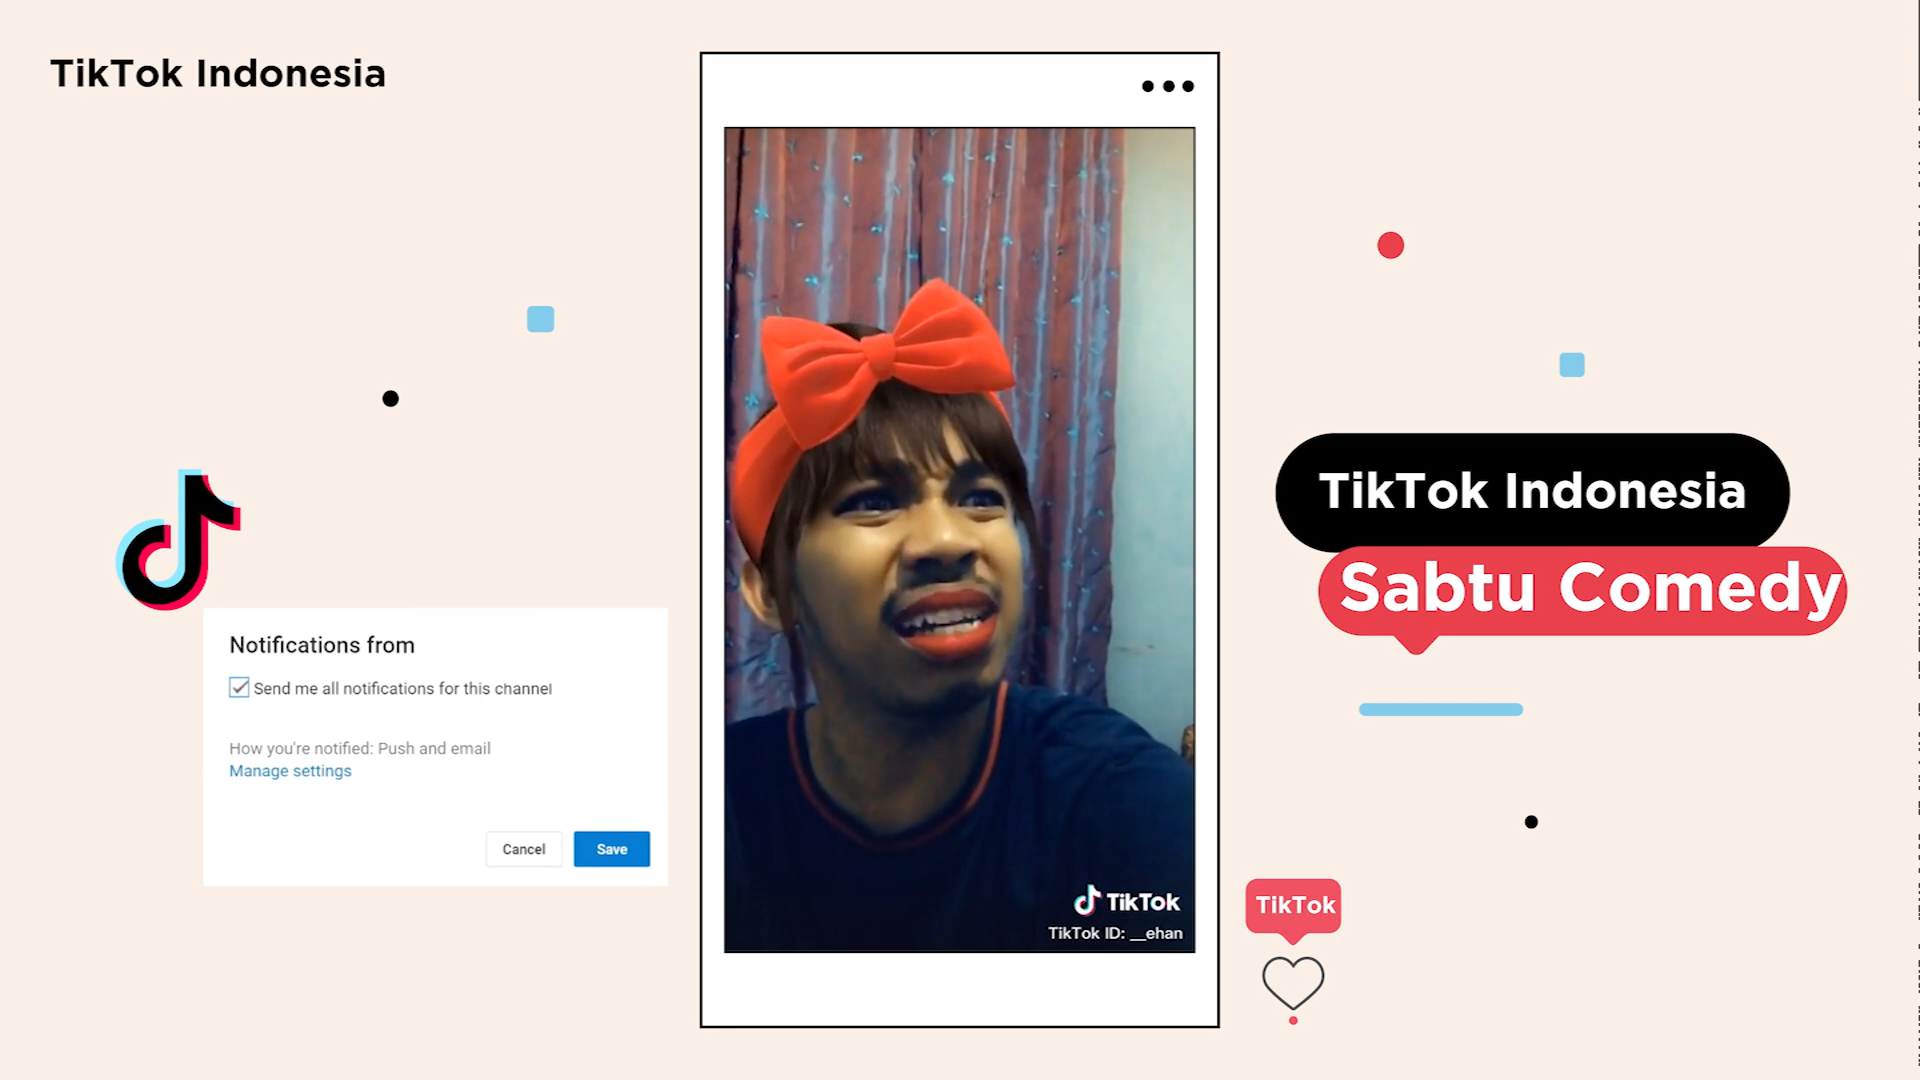 TikTok Indonesia
Notifications from
Send me all notifications for this channel
How you're notified: Push and email
Manage settings
Cancel
Save
TikTok
TikTok ID: __ehan
TikTok Indonesia
Sabtu Comedy
TikTok